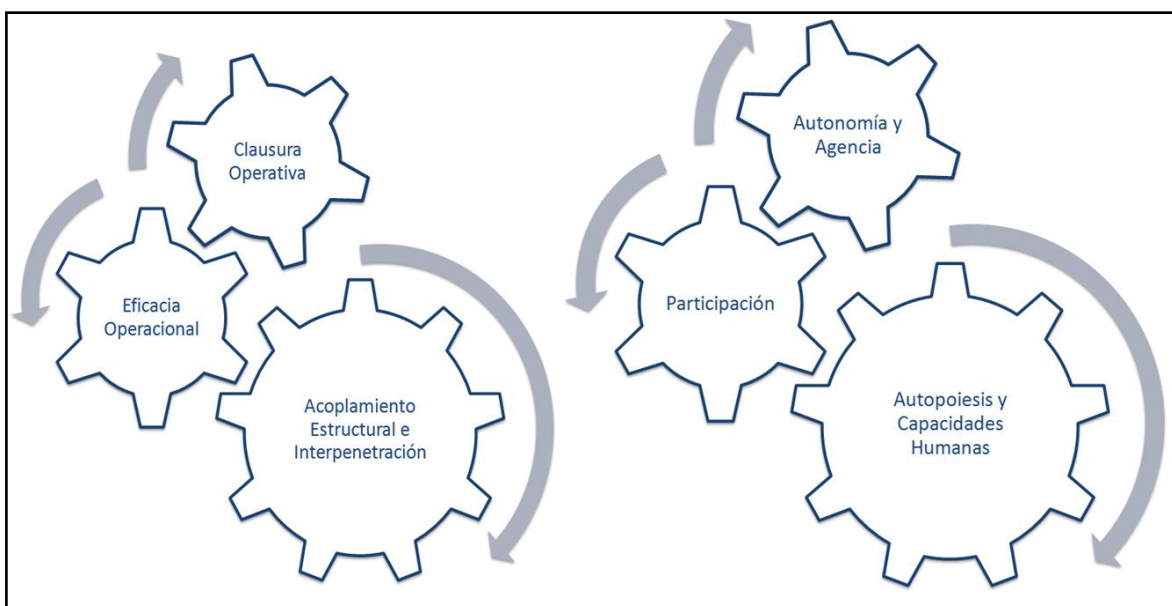 Clausura
Operativa
Eficacia
Operacional
Acoplamiento
Estructural e
Interpenetración
Autonomía y
Agencia
Participación
Autopoiesis y
Capacidades
Humanas